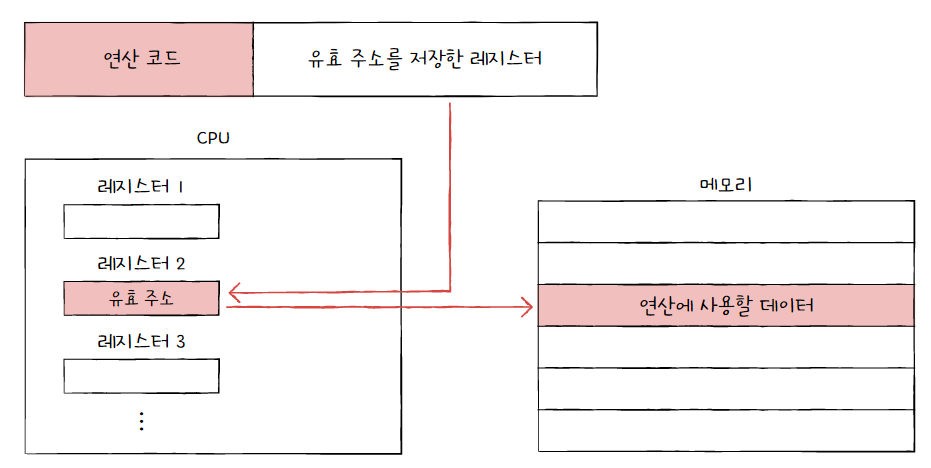 연산 코드
유효 주소를 저장한 레지스터
CPU
레지스터 1
레지스터 2
유효 주소
레지스터 3
⋮
메모리
연산에 사용할 데이터